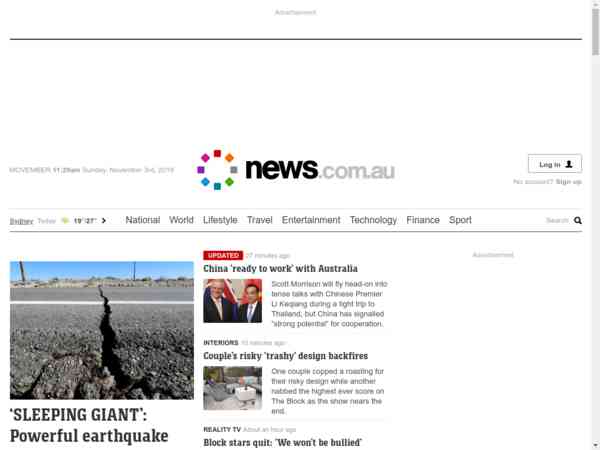 Advertisement
MOVEMBER 11:29am Sunday, November 3rd, 2019
news.com.au
Log in
No account? Sign up
Sydney Today 19° 27°
National World Lifestyle Travel Entertainment Technology Finance Sport
Search
UPDATED 27 minutes ago
China 'ready to work' with Australia
Scott Morrison will fly head-on into
tense talks with Chinese Premier
Li Keqiang during a fight trip to
Thailand, but China has signalled
"strong potential" for cooperation.
INTERIORS 10 minutes ago
Couple's risky 'trashy' design backfires
One couple copped a roasting for
their risky design while another
nabbed the highest ever score on
The Block as the show nears the
end.
REALITY TV About an hour ago
Block stars quit: 'We won't be bullied'
Advertisement
'SLEEPING GIANT':
Powerful earthquake